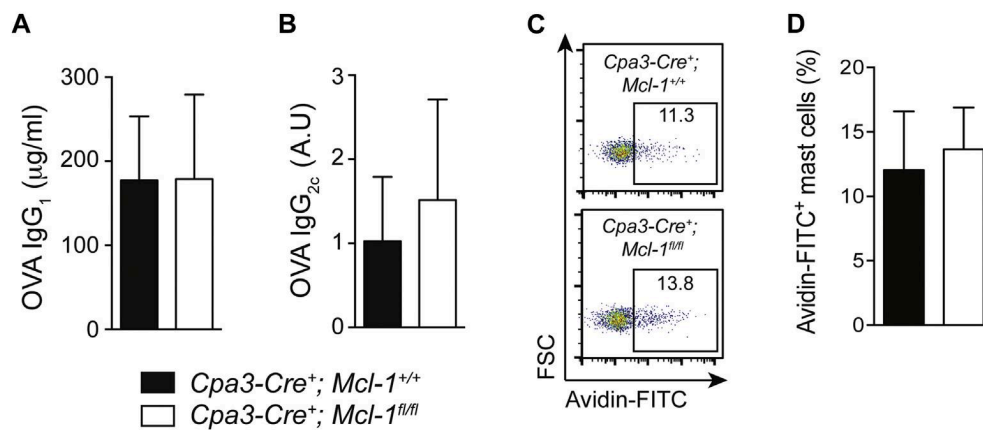 A
OVA IgG1 (µg/ml)
300
200
100
0
B
OVA IgG2c (A.U)
3
2
1
0
Cpa3-Cre+; Mcl-1+/+
Cpa3-Cre+; Mcl-1fl/fl
C
Cpa3-Cre+;
Mcl-1+/+
11.3
Cpa3-Cre+;
Mcl-1fl/fl
13.8
FSC
Avidin-FITC
D
Avidin-FITC+ mast cells (%)
20
15
10
5
0